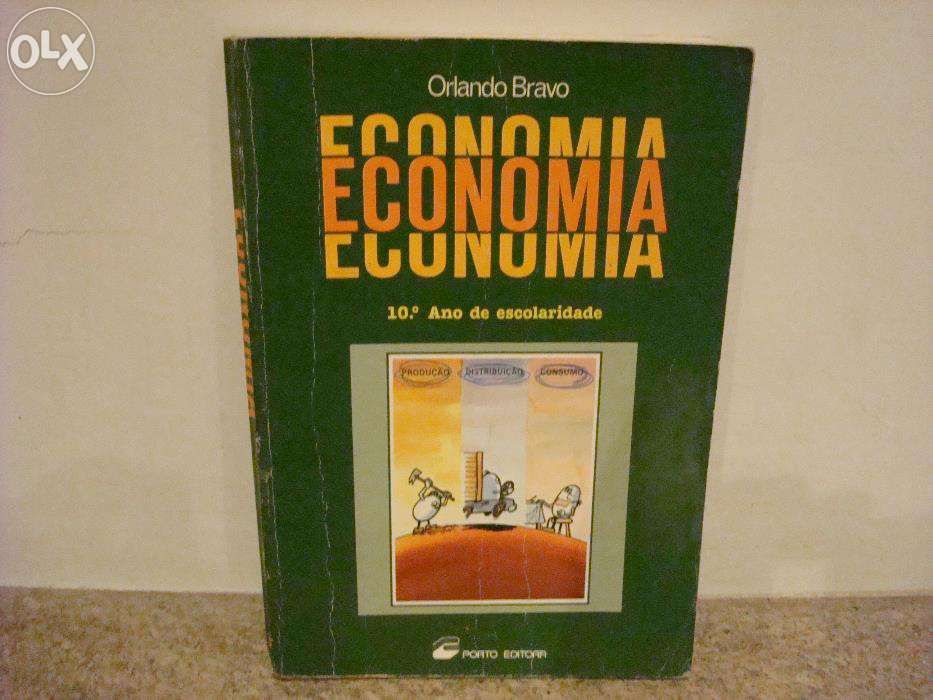 OLX
Orlando Bravo
ECONOMIA
ECONOMIA
ECONOMIA
10.º Ano de escolaridade
PRODUÇÃO DISTRIBUIÇÃO CONSUMO
PORTO EDITORA